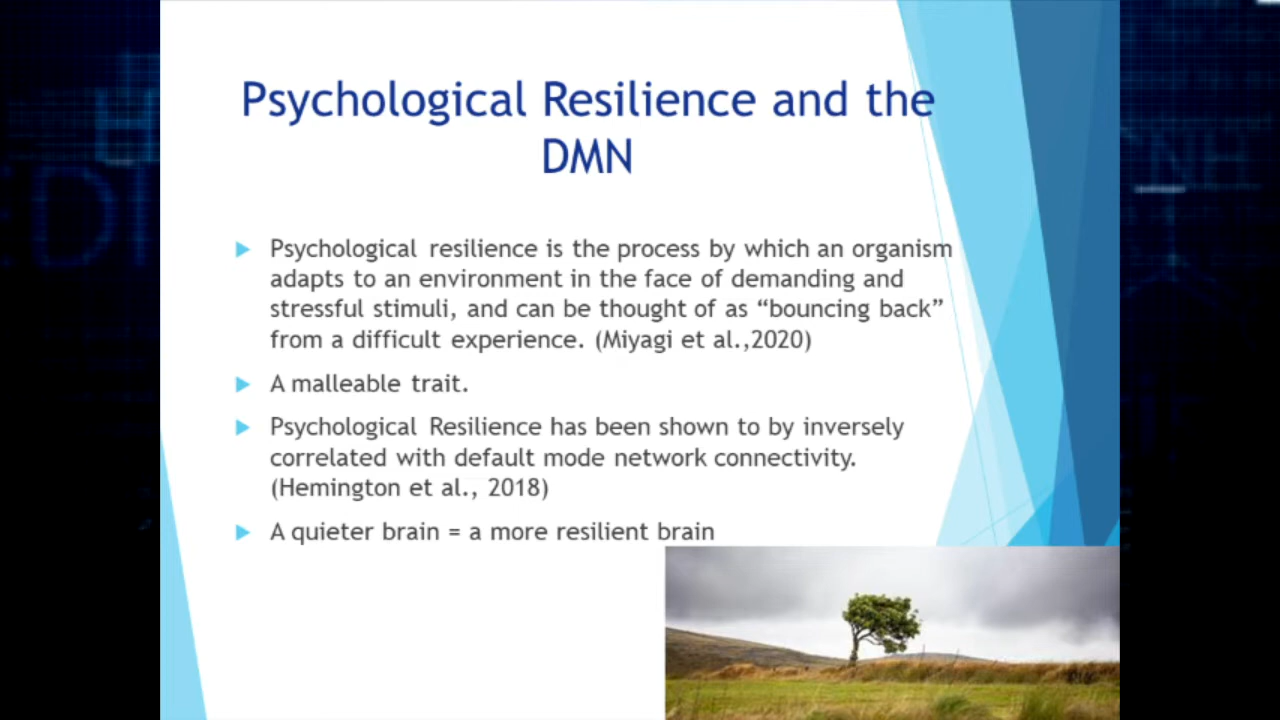 Psychological Resilience and the
DMN
Psychological resilience is the process by which an organism
adapts to an environment in the face of demanding and
stressful stimuli, and can be thought of as “bouncing back”
from a difficult experience. (Miyagi et al.,2020)
A malleable trait.
Psychological Resilience has been shown to by inversely
correlated with default mode network connectivity.
(Hemington et al., 2018)
A quieter brain = a more resilient brain